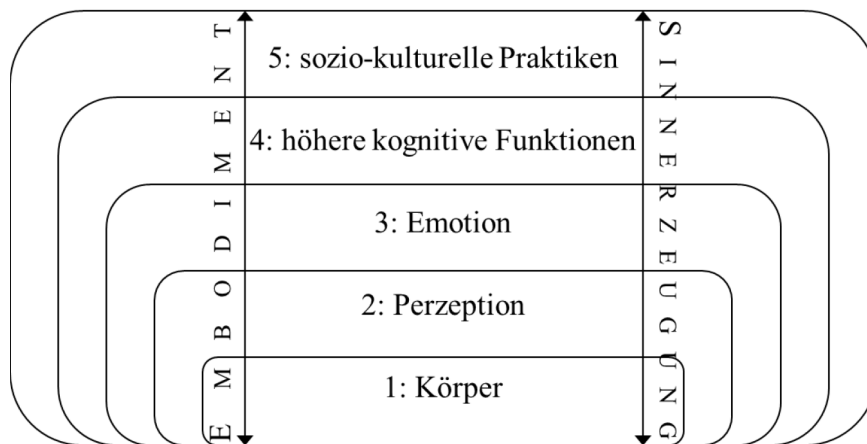 EMBODIMENT
SINNERZEUGUNG
5: sozio-kulturelle Praktiken
4: höhere kognitive Funktionen
3: Emotion
2: Perzeption
1: Körper